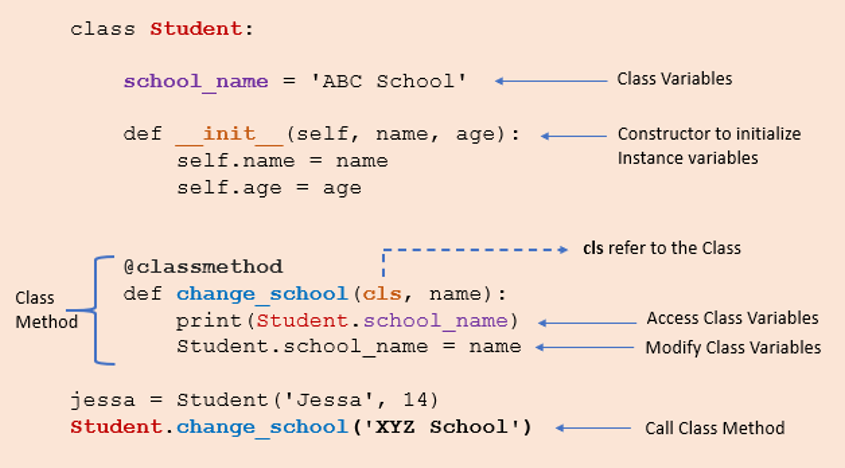 class Student:
school_name = 'ABC School'
Class Variables
def __init__(self, name, age):
Constructor to initialize
Instance variables
self.name = name
self.age = age
cls refer to the Class
@classmethod
def change_school(cls, name):
Class
Method
print(Student.school_name)
Access Class Variables
Student.school_name = name
Modify Class Variables
jessa = Student('Jessa', 14)
Student.change_school('XYZ School')
Call Class Method